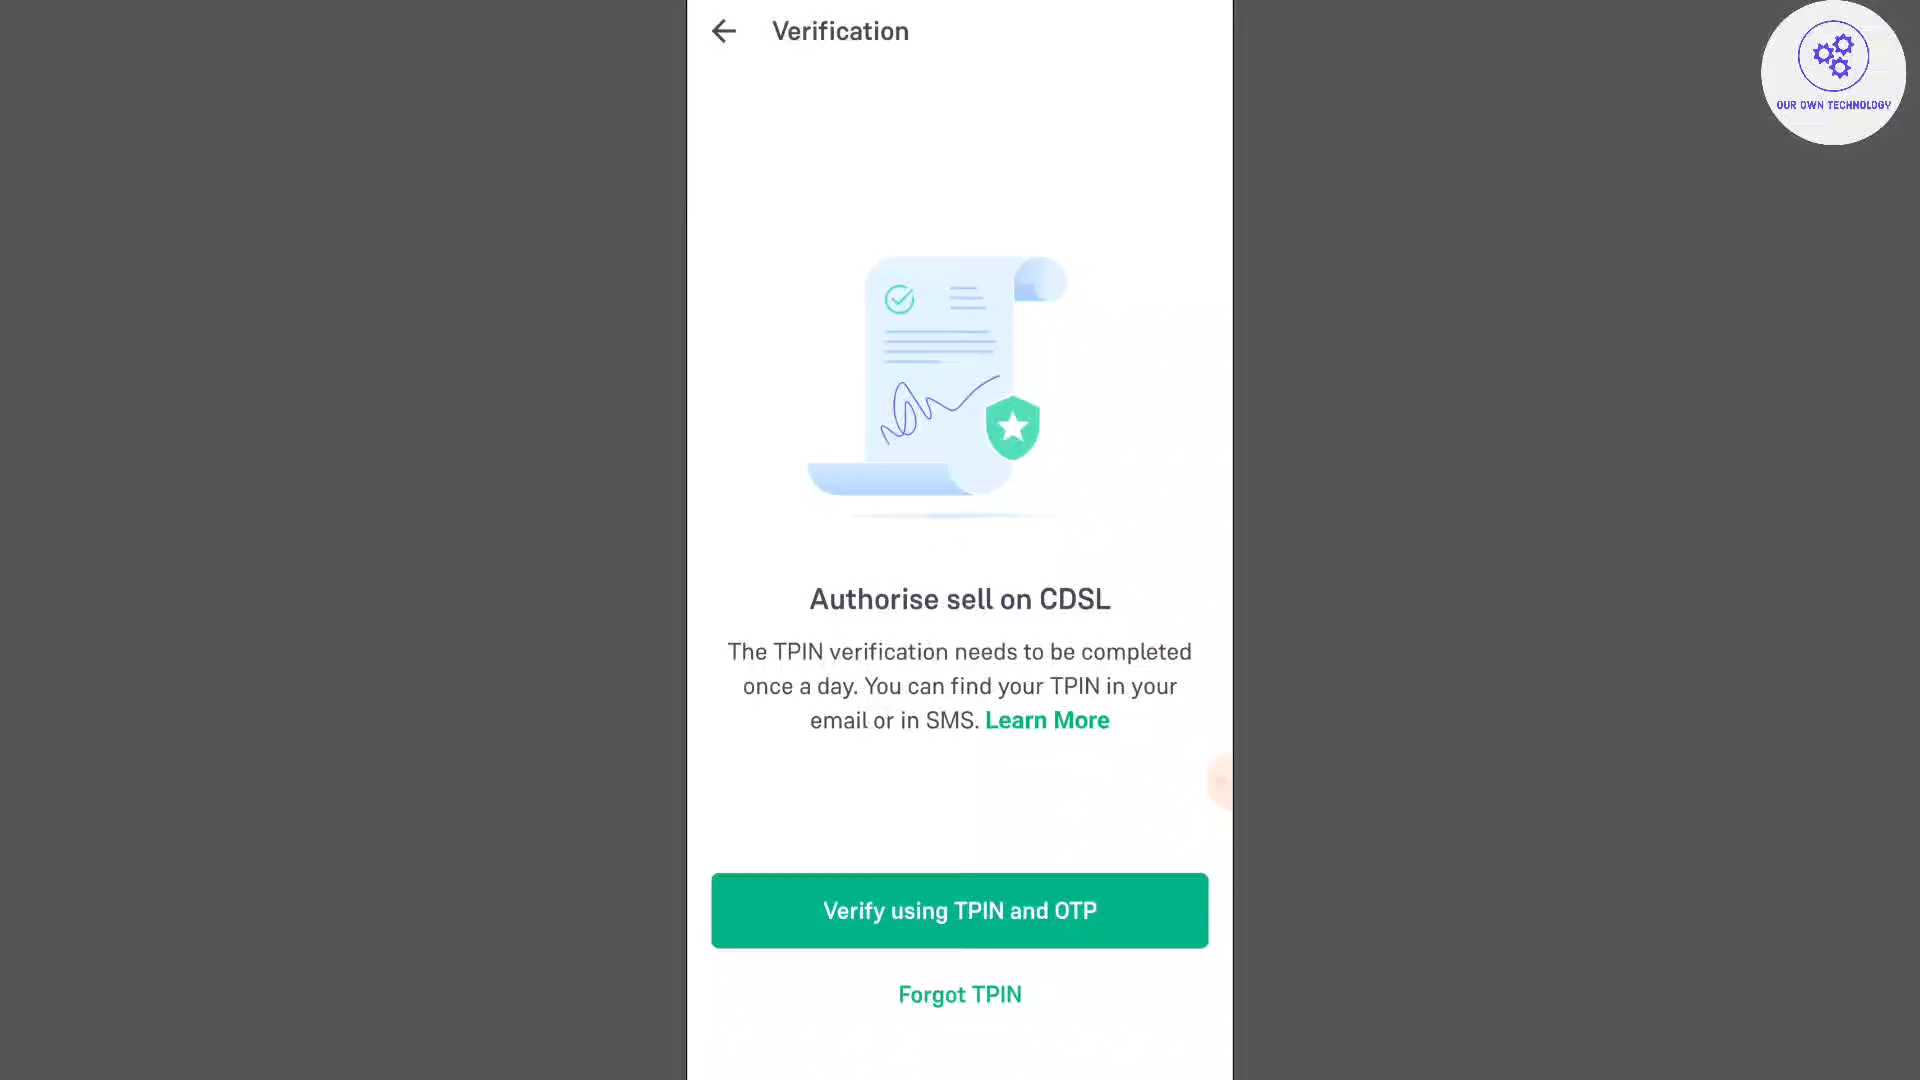 Verification
OUR OWN TECHNOLOGY
Authorise sell on CDSL
The TPIN verification needs to be completed
once a day. You can find your TPIN in your
email or in SMS. Learn More
Verify using TPIN and OTP
Forgot TPIN